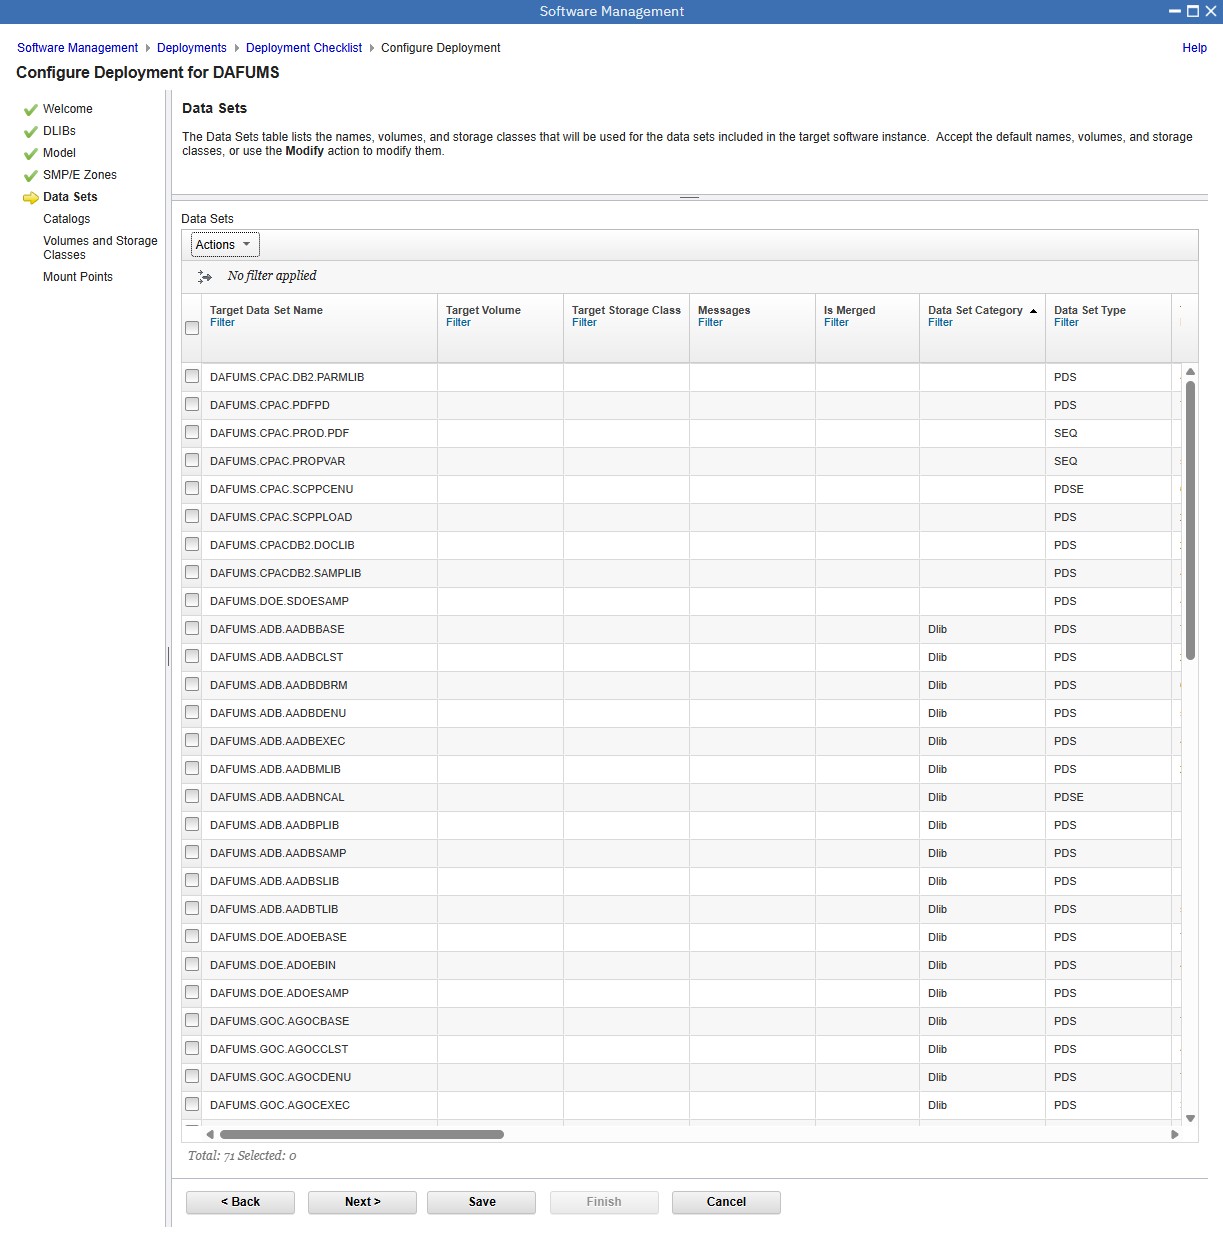 Software Management
Software Management Deployments Deployment Checklist Configure Deployment Help
Configure Deployment for DAFUMS
Welcome
DLIBs
Model
SMP/E Zones
Data Sets
Catalogs
Volumes and Storage
Classes
Mount Points
Data Sets
The Data Sets table lists the names, volumes, and storage classes that will be used for the data sets included in the target software instance. Accept the default names, volumes, and storage
classes, or use the Modify action to modify them.
Data Sets
Actions
No filter applied
Target Data Set Name Target Volume Target Storage Class Messages Is Merged Data Set Category Data Set Type
Filter Filter Filter Filter Filter Filter Filter
DAFUMS.CPAC.DB2.PARMLIB PDS
DAFUMS.CPAC.PDFPD PDS
DAFUMS.CPAC.PROD.PDF SEQ
DAFUMS.CPAC.PROPVAR SEQ
DAFUMS.CPAC.SCPPCENU PDSE
DAFUMS.CPAC.SCPPLOAD PDS
DAFUMS.CPACDB2.DOCLIB PDS
DAFUMS.CPACDB2.SAMPLIB PDS
DAFUMS.DOE.SDOESAMP PDS
DAFUMS.ADB.AADBBASE Dlib PDS
DAFUMS.ADB.AADBCLST Dlib PDS
DAFUMS.ADB.AADBDBRM Dlib PDS
DAFUMS.ADB.AADBDENU Dlib PDS
DAFUMS.ADB.AADBEXEC Dlib PDS
DAFUMS.ADB.AADBMLIB Dlib PDS
DAFUMS.ADB.AADBNCAL Dlib PDSE
DAFUMS.ADB.AADBPLIB Dlib PDS
DAFUMS.ADB.AADBSAMP Dlib PDS
DAFUMS.ADB.AADBSLIB Dlib PDS
DAFUMS.ADB.AADBTLIB Dlib PDS
DAFUMS.DOE.ADOEBASE Dlib PDS
DAFUMS.DOE.ADOEBIN Dlib PDS
DAFUMS.DOE.ADOESAMP Dlib PDS
DAFUMS.GOC.AGOCBASE Dlib PDS
DAFUMS.GOC.AGOCCLST Dlib PDS
DAFUMS.GOC.AGOCDENU Dlib PDS
DAFUMS.GOC.AGOCEXEC Dlib PDS
Total: 71 Selected: 0
< Back Next > Save Finish Cancel